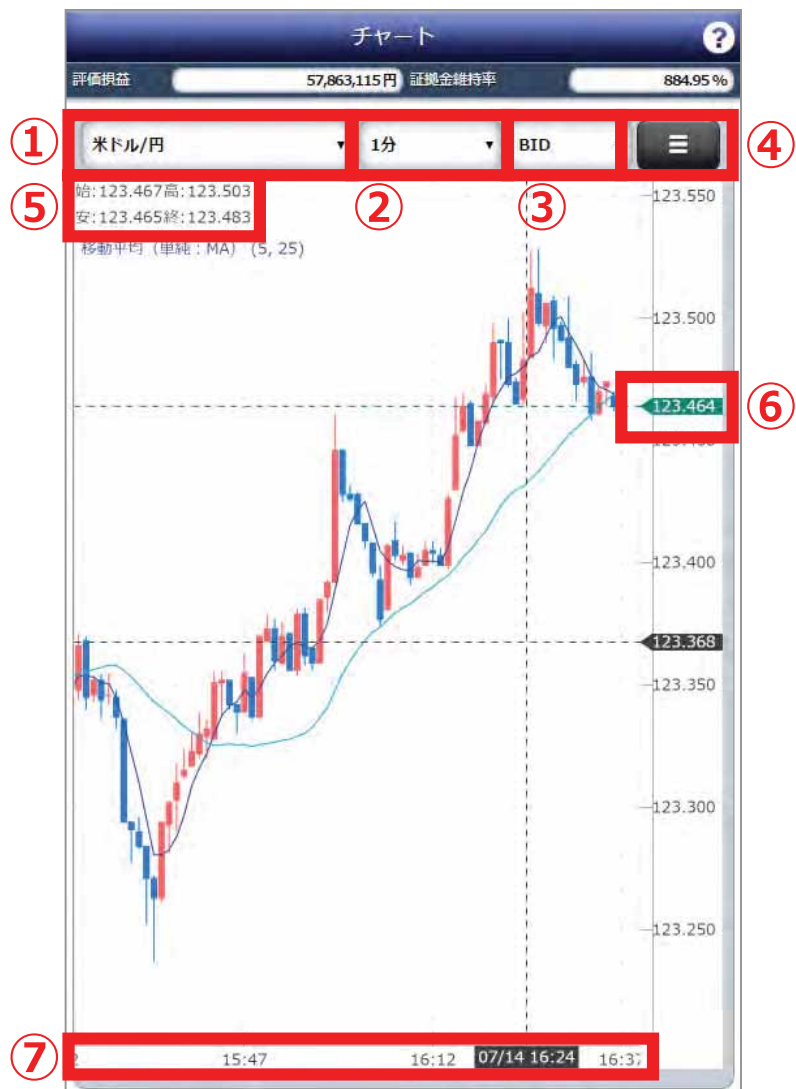 チャート ?
評価損益 57,863,115円 証拠金維持率 884.95%
① 米ドル/円 1分 BID ④
⑤ 始:123.467高:123.503
安:123.465終:123.483
② ③
移動平均(単純:MA) (5, 25)
123.550
123.500
123.464 ⑥
123.400
123.368
123.350
123.300
123.250
⑦ 15:47 16:12 07/14 16:24 16:37